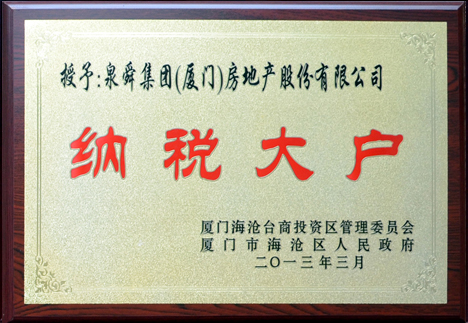 授予:泉舜集团(厦门)房地产股份有限公司
纳税大户
厦门海沧台商投资区管理委员会
厦门市海沧区人民政府
二〇一三年三月